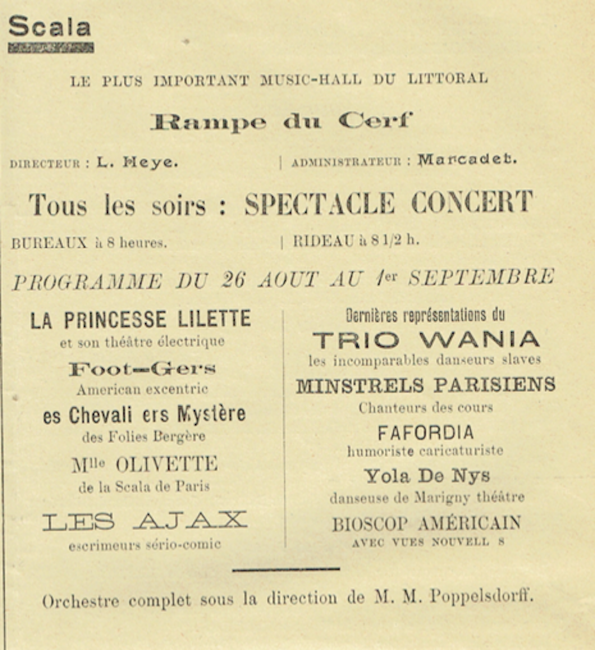 Scala
LE PLUS IMPORTANT MUSIC-HALL DU LITTORAL
Rampe du Cerf
DIRECTEUR : L. Heye. | ADMINISTRATEUR : Marcadet.
Tous les soirs : SPECTACLE CONCERT
BUREAUX à 8 heures. | RIDEAU à 8 1/2 h.
PROGRAMME DU 26 AOUT AU 1er SEPTEMBRE
LA PRINCESSE LILETTE
et son théâtre électrique
Foot-Gers
American excentric
es Chevali ers Mystère
des Folies Bergère
Mlle OLIVETTE
de la Scala de Paris
LES AJAX
escrimeurs sério-comic
Dernières représentations du
TRIO WANIA
les incomparables danseurs slaves
MINSTRELS PARISIENS
Chanteurs des cours
FAFORDIA
humoriste caricaturiste
Yola De Nys
danseuse de Marigny théâtre
BIOSCOP AMÉRICAIN
AVEC VUES NOUVELL S
Orchestre complet sous la direction de M. M. Poppelsdorff.